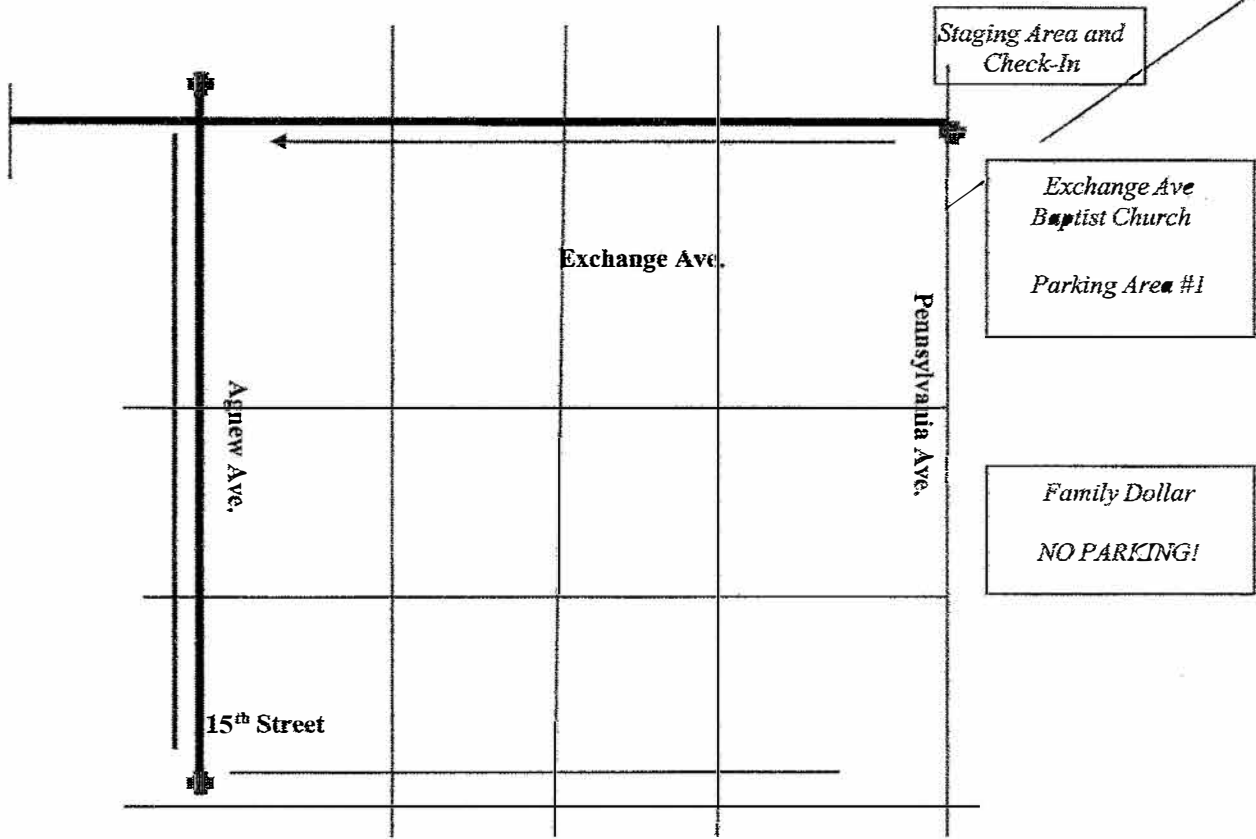 Staging Area and
Check-In
Exchange Ave
Baptist Church
Parking Area #1
Exchange Ave.
Pennsylvania Ave.
Agnew Ave.
Family Dollar
NO PARKING!
15th Street